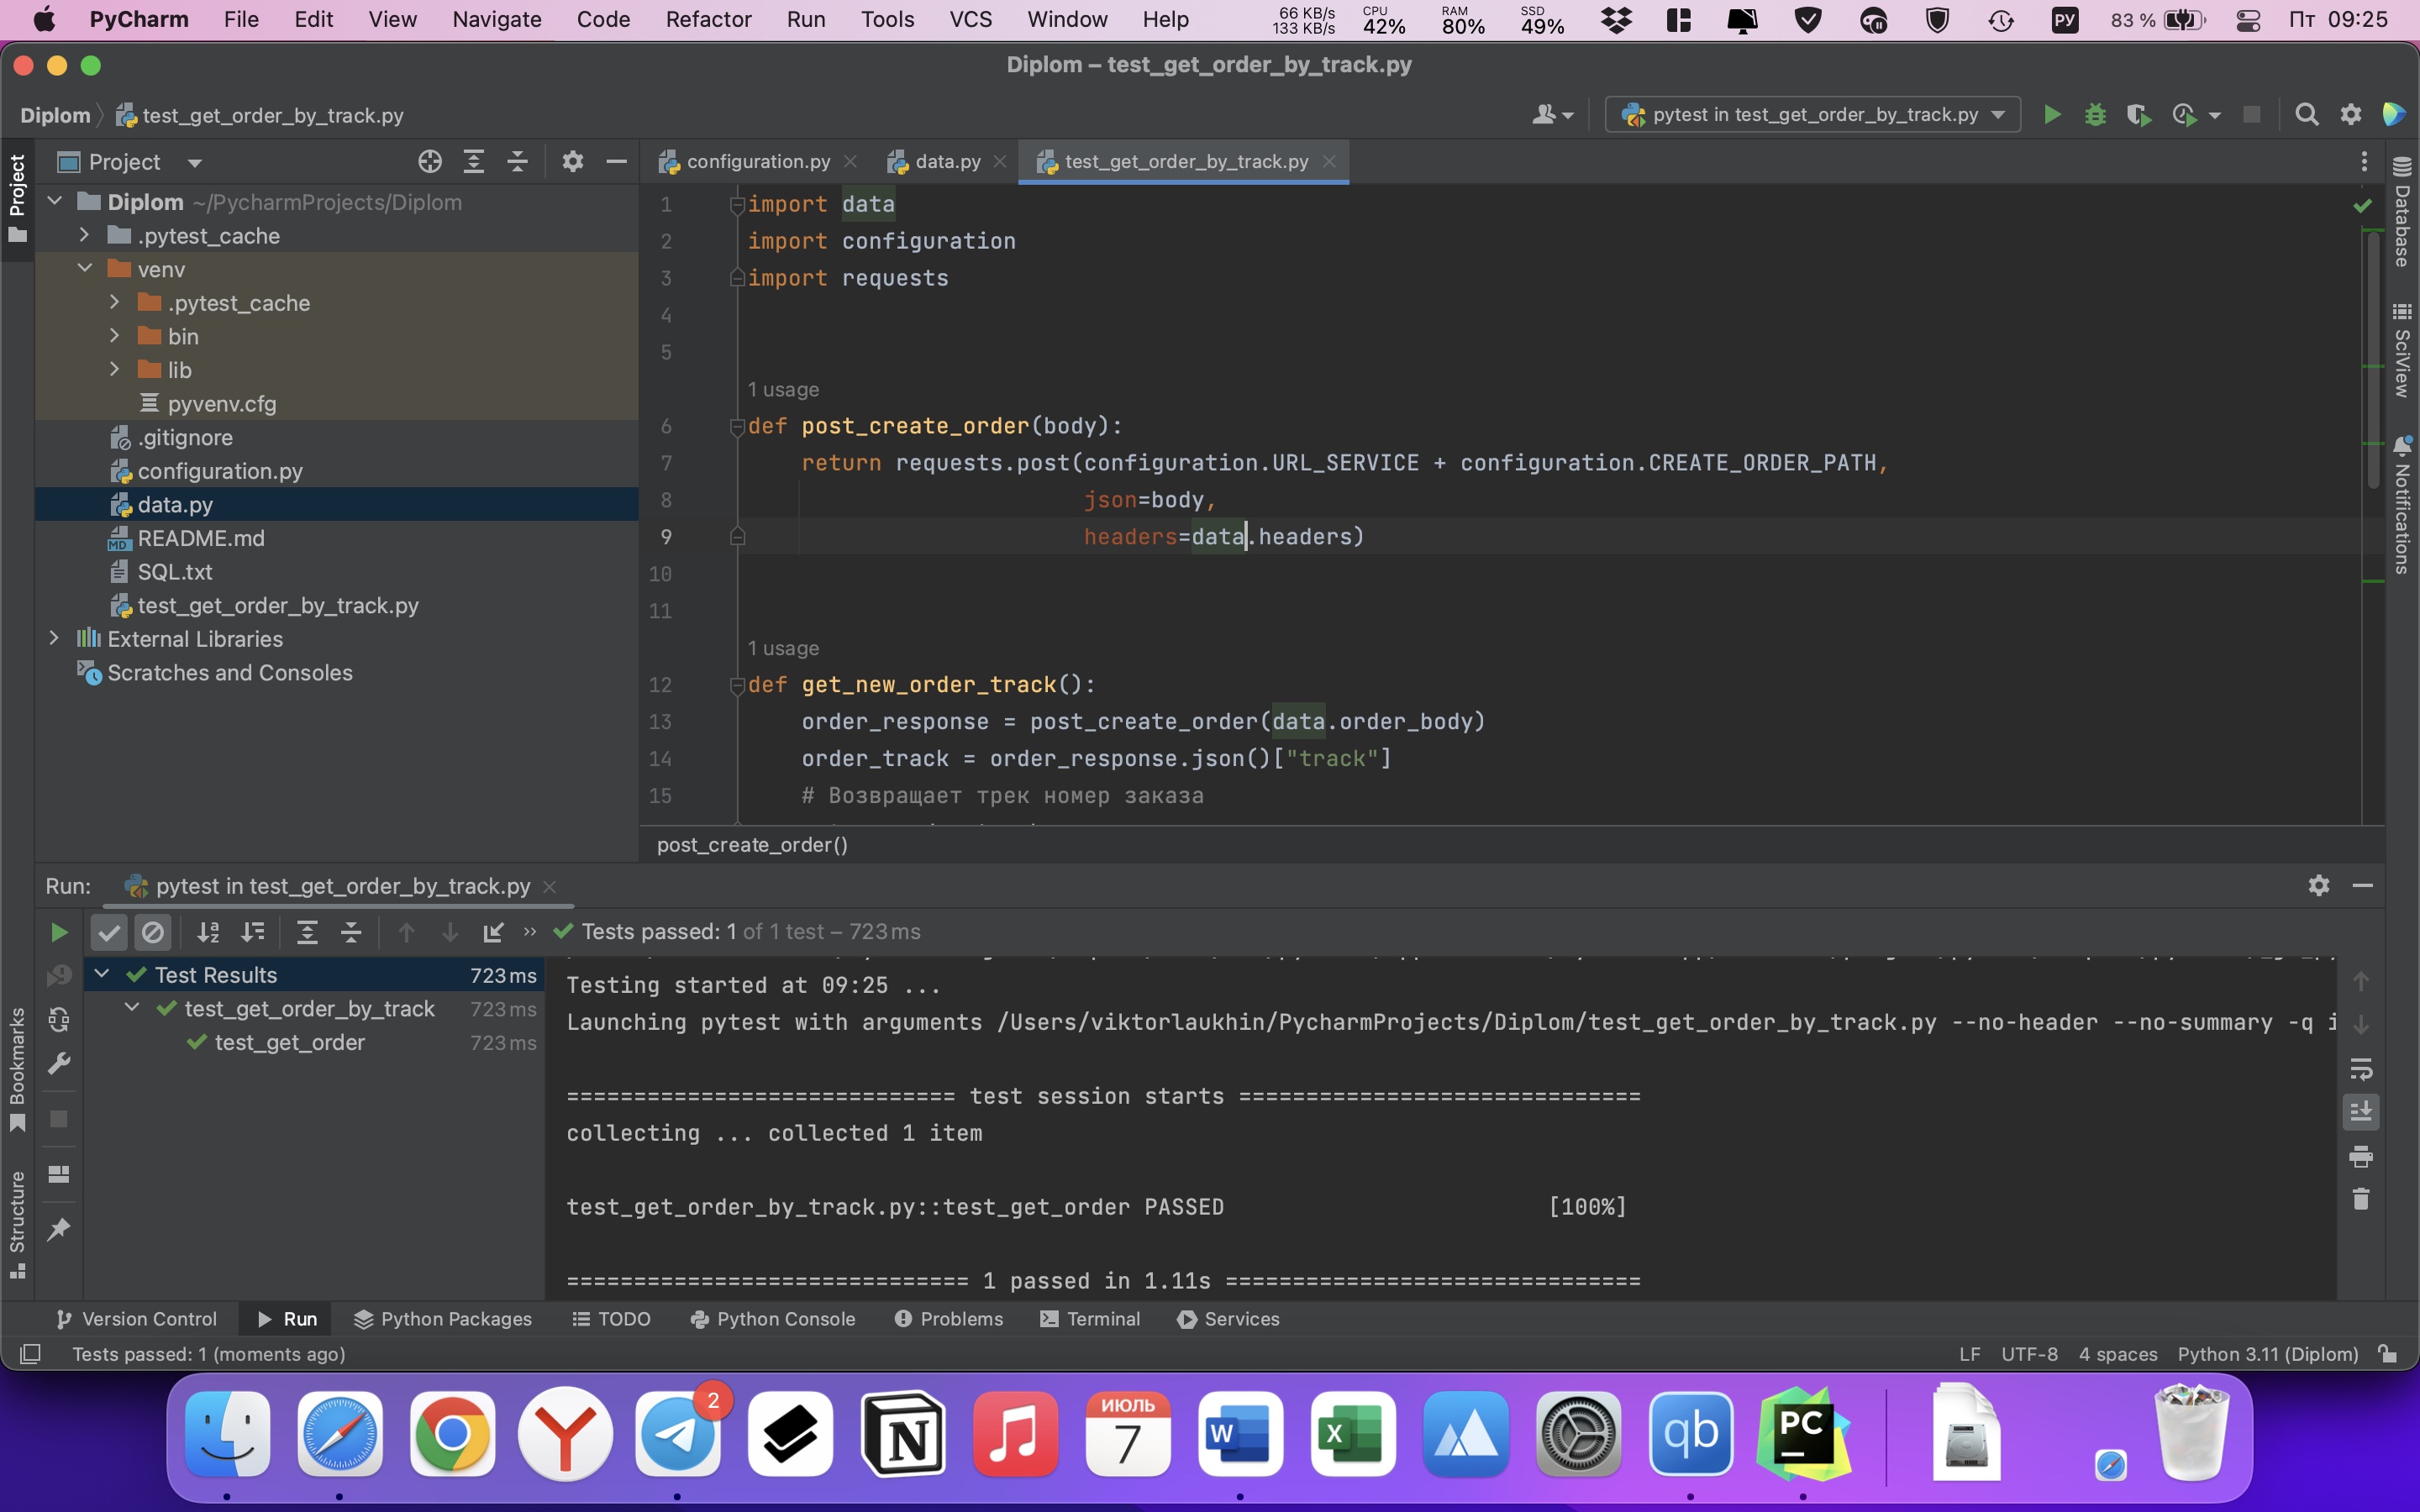 PyCharm File Edit View Navigate Code Refactor Run Tools VCS Window Help 66 KB/s 133 KB/s CPU 42% RAM 80% SSD 49% РУ 83 % Пт 09:25
Diplom – test_get_order_by_track.py
Diplom test_get_order_by_track.py pytest in test_get_order_by_track.py
Project
Project
configuration.py data.py test_get_order_by_track.py
Diplom ~/PycharmProjects/Diplom
.pytest_cache
venv
.pytest_cache
bin
lib
pyvenv.cfg
.gitignore
configuration.py
data.py
README.md
SQL.txt
test_get_order_by_track.py
External Libraries
Scratches and Consoles
1 import data
2 import configuration
3 import requests
4
5
1 usage
6 def post_create_order(body):
7 return requests.post(configuration.URL_SERVICE + configuration.CREATE_ORDER_PATH,
8 json=body,
9 headers=data.headers)
10
11
1 usage
12 def get_new_order_track():
13 order_response = post_create_order(data.order_body)
14 order_track = order_response.json()["track"]
15 # Возвращает трек номер заказа
post_create_order()
Database
SciView
Notifications
Run: pytest in test_get_order_by_track.py
Tests passed: 1 of 1 test – 723 ms
Test Results 723 ms
test_get_order_by_track 723 ms
test_get_order 723 ms
Testing started at 09:25 ...
Launching pytest with arguments /Users/viktorlaukhin/PycharmProjects/Diplom/test_get_order_by_track.py --no-header --no-summary -q i
============================= test session starts ==============================
collecting ... collected 1 item
test_get_order_by_track.py::test_get_order PASSED [100%]
============================== 1 passed in 1.11s ===============================
Bookmarks
Structure
Version Control Run Python Packages TODO Python Console Problems Terminal Services
Tests passed: 1 (moments ago) LF UTF-8 4 spaces Python 3.11 (Diplom)
2
ИЮЛЬ
7
N
W
X
qb
PC